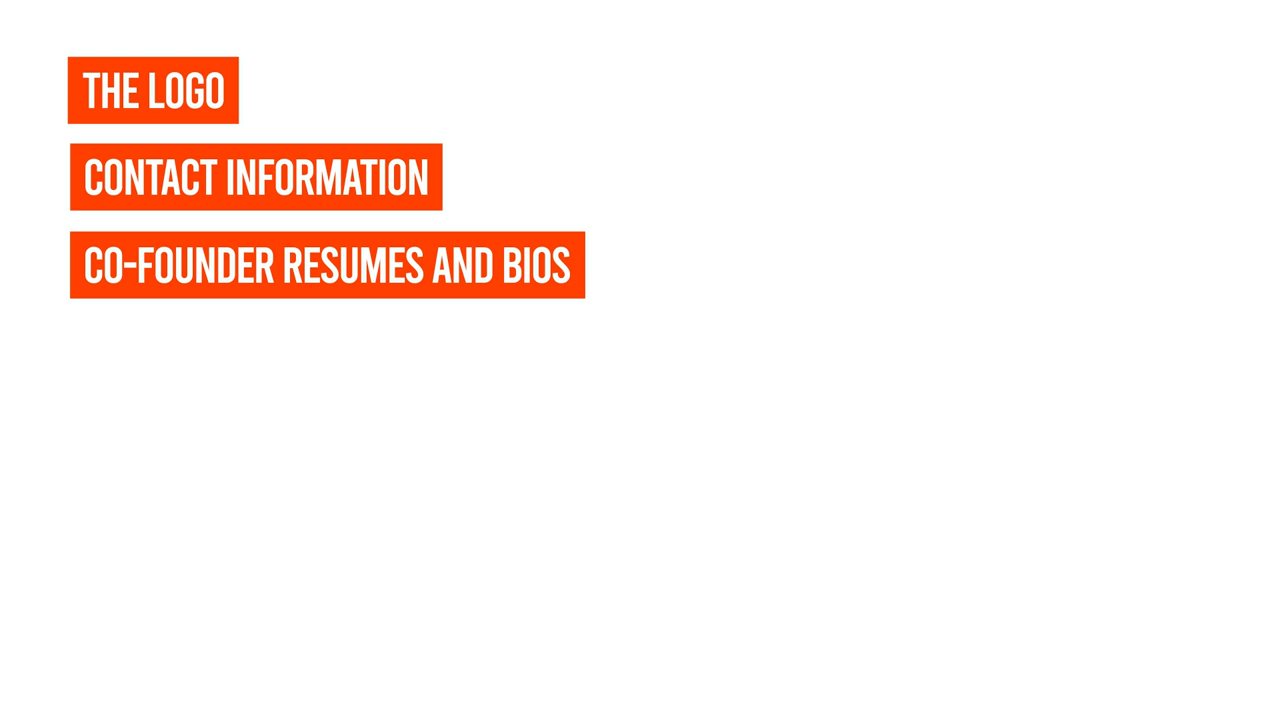 THE LOGO
CONTACT INFORMATION
CO-FOUNDER RESUMES AND BIOS